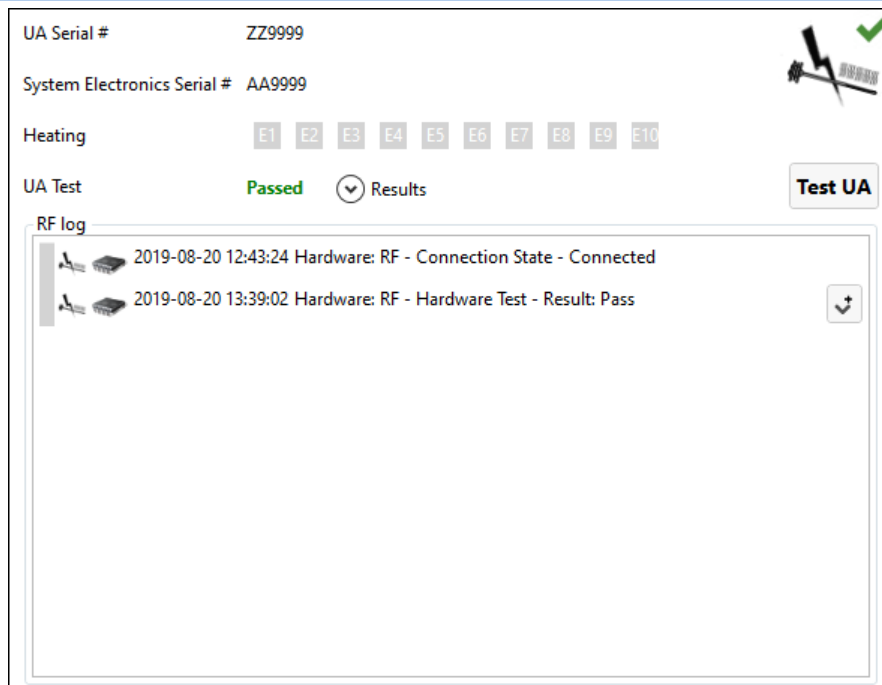 UA Serial # ZZ9999
System Electronics Serial # AA9999
Heating E1 E2 E3 E4 E5 E6 E7 E8 E9 E10
UA Test Passed Results Test UA
RF log
2019-08-20 12:43:24 Hardware: RF - Connection State - Connected
2019-08-20 13:39:02 Hardware: RF - Hardware Test - Result: Pass